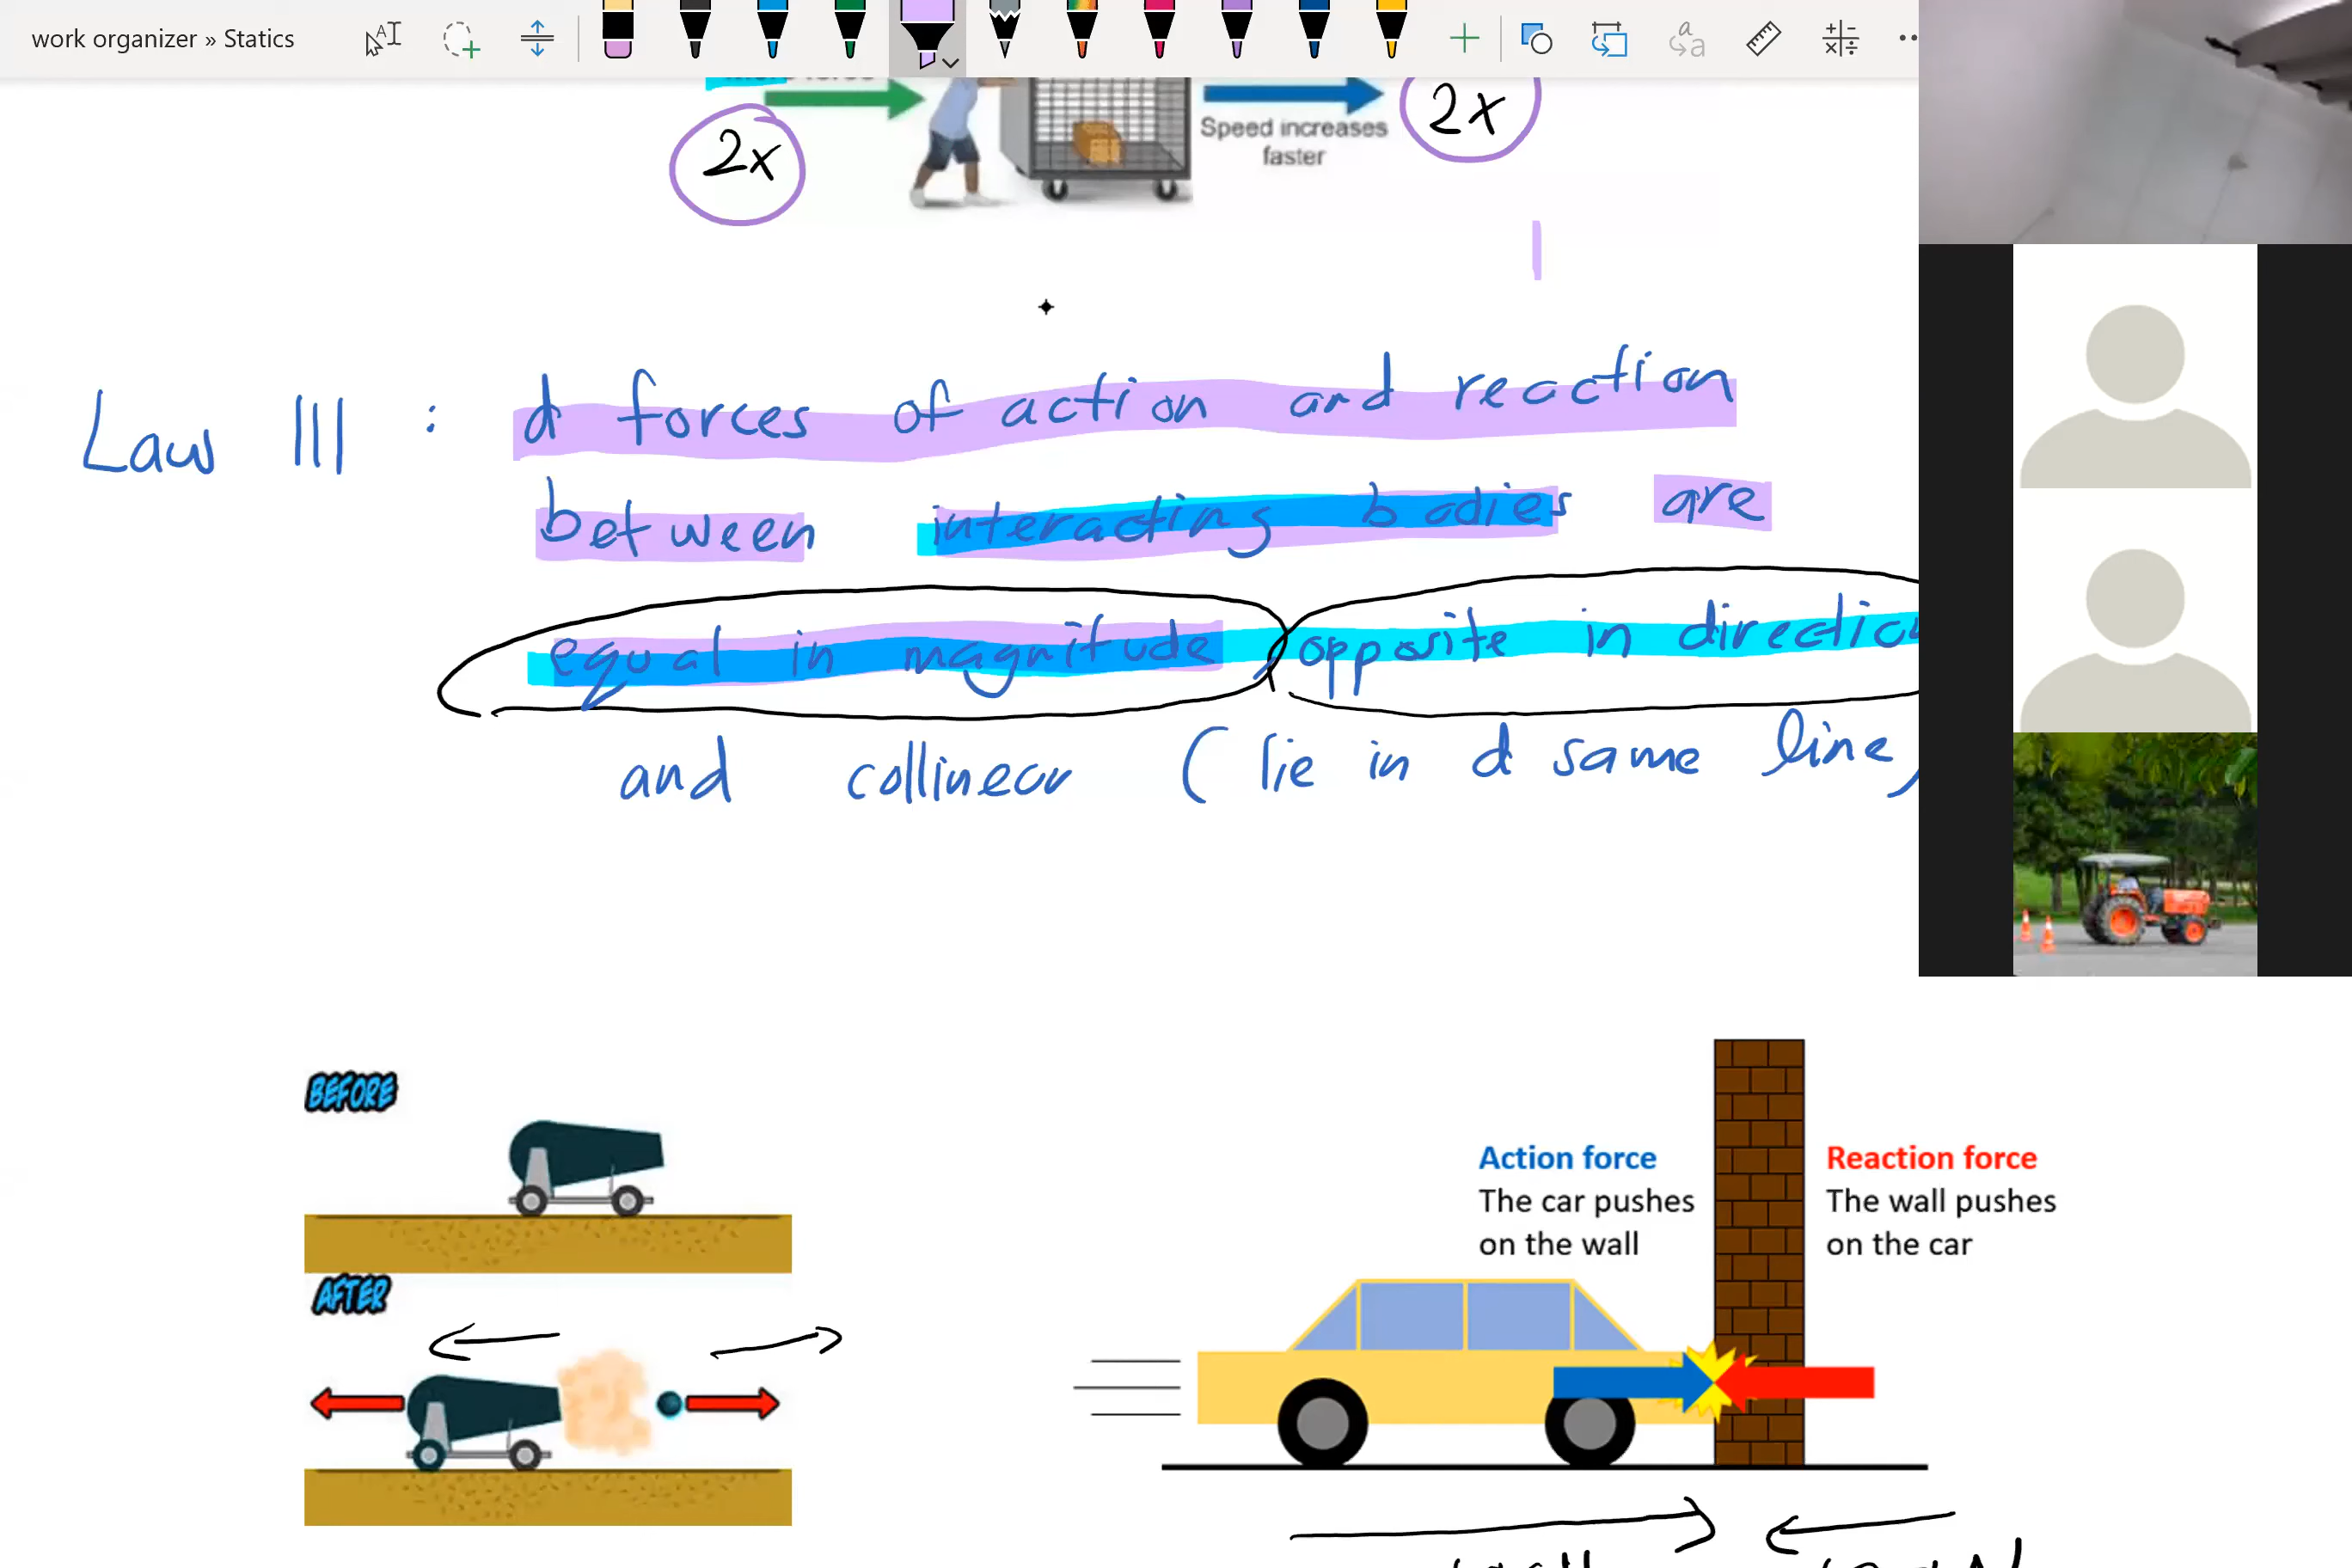 work organizer » Statics
2x
2x
Speed increases
faster
Law III : d forces of action and reaction
between interacting bodies are
equal in magnitude, opposite in
and collinear (lie in d same line)
BEFORE
AFTER
Action force
The car pushes
on the wall
Reaction force
The wall pushes
on the car